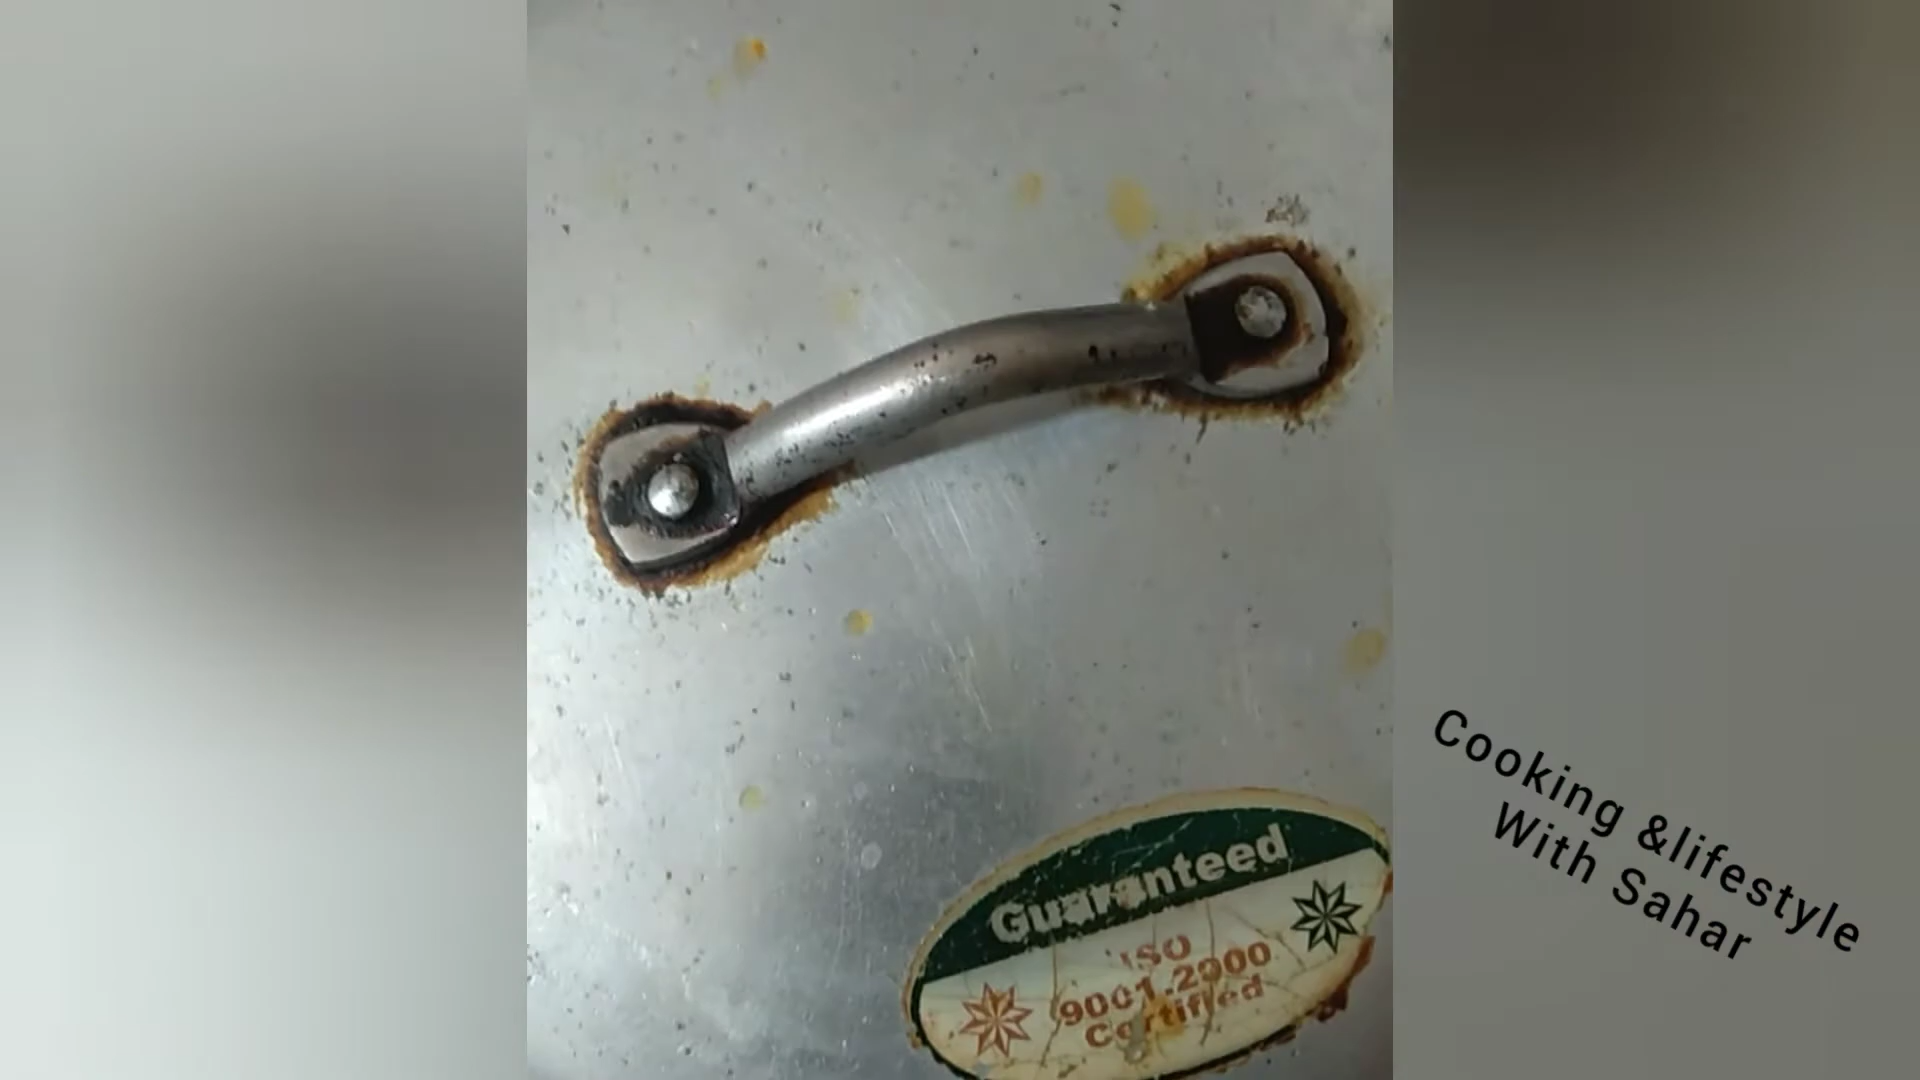 Guaranteed
ISO
9001.2000
Certified
Cooking &lifestyle
With Sahar